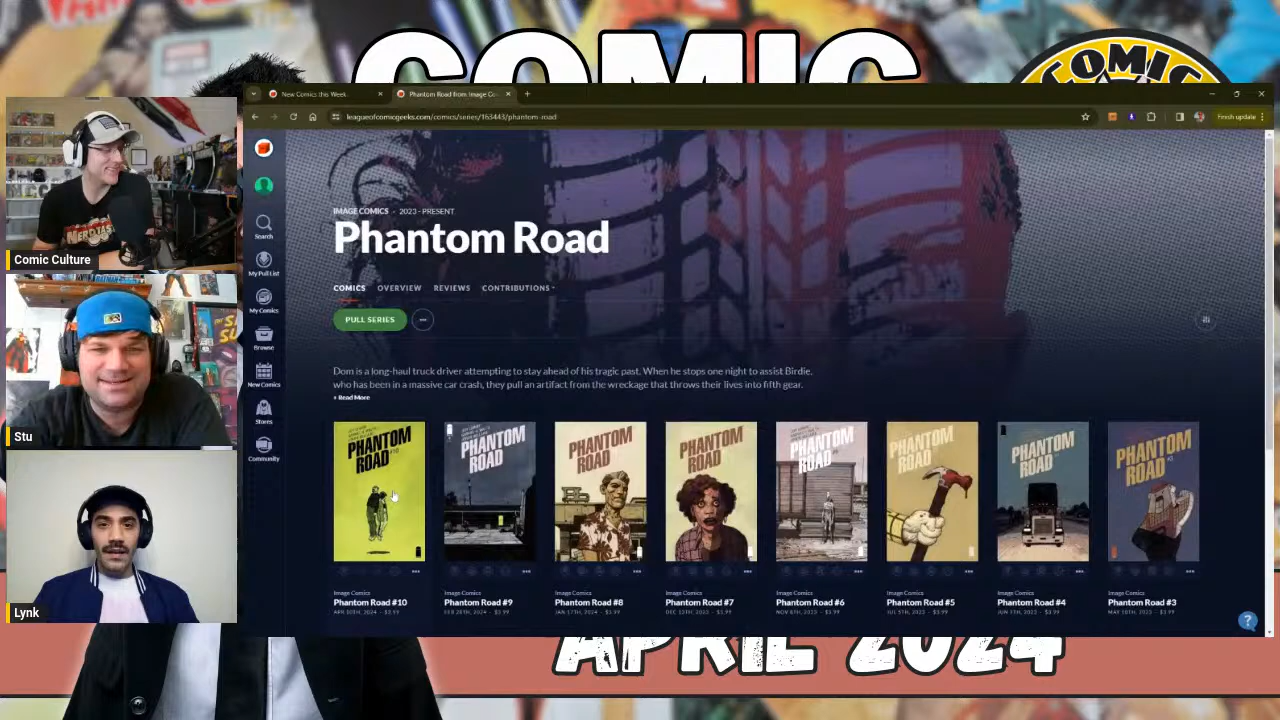 COMIC
COMIC
New Comics this Week
Phantom Road from Image Co
leagueofcomicgeeks.com/comics/series/163443/phantom-road
Finish update
IMAGE COMICS · 2023 - PRESENT
Phantom Road
COMICS OVERVIEW REVIEWS CONTRIBUTIONS
PULL SERIES
Search
My Pull List
My Comics
Browse
New Comics
Stores
Community
Dom is a long-haul truck driver attempting to stay ahead of his tragic past. When he stops one night to assist Birdie,
who has been in a massive car crash, they pull an artifact from the wreckage that throws their lives into fifth gear.
+ Read More
PHANTOM ROAD
PHANTOM ROAD
PHANTOM ROAD
PHANTOM ROAD
PHANTOM ROAD
PHANTOM ROAD
PHANTOM ROAD
PHANTOM ROAD
Image Comics Image Comics Image Comics Image Comics Image Comics Image Comics Image Comics Image Comics
Phantom Road #10 Phantom Road #9 Phantom Road #8 Phantom Road #7 Phantom Road #6 Phantom Road #5 Phantom Road #4 Phantom Road #3
Comic Culture
Stu
Lynk
?
APRIL 2024